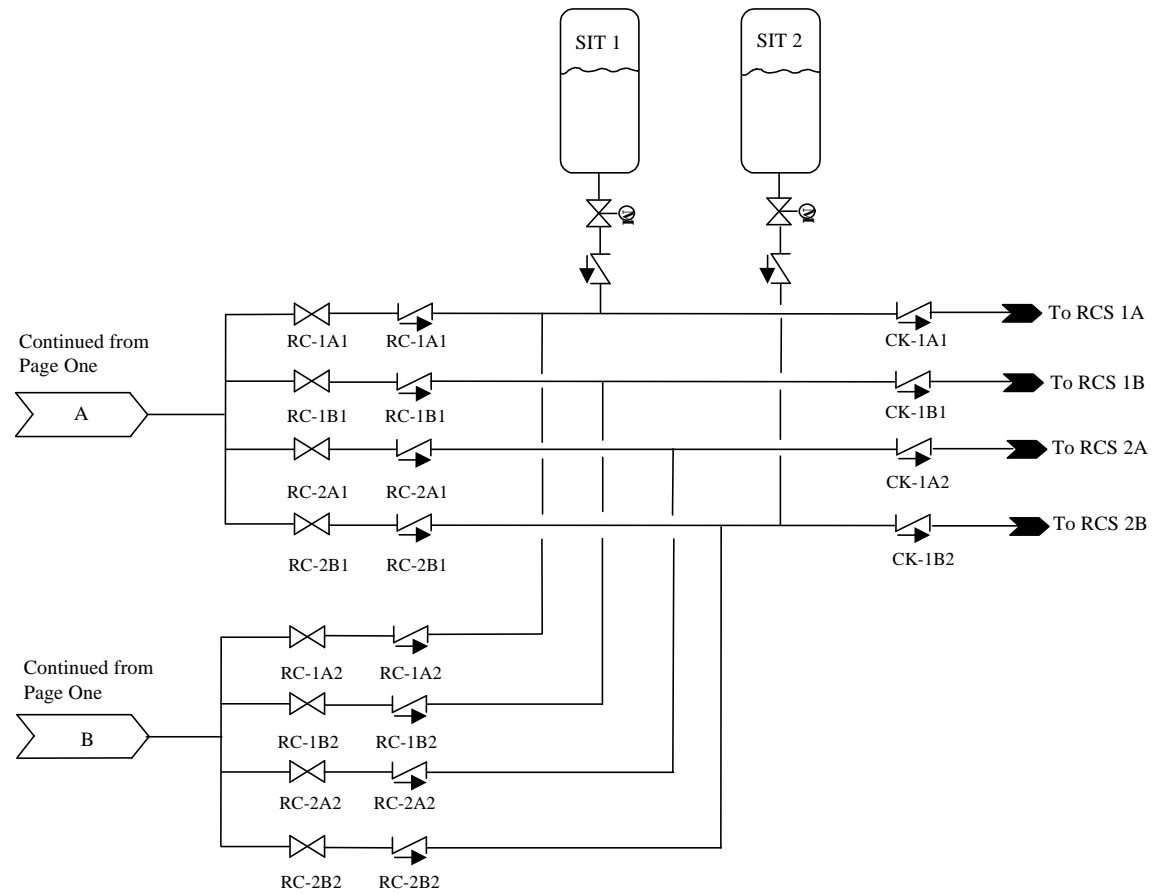 SIT 1
SIT 2
To RCS 1A
RC-1A1
RC-1A1
CK-1A1
Continued from
Page One
A
To RCS 1B
RC-1B1
RC-1B1
CK-1B1
To RCS 2A
RC-2A1
RC-2A1
CK-1A2
To RCS 2B
RC-2B1
RC-2B1
CK-1B2
RC-1A2
RC-1A2
Continued from
Page One
B
RC-1B2
RC-1B2
RC-2A2
RC-2A2
RC-2B2
RC-2B2